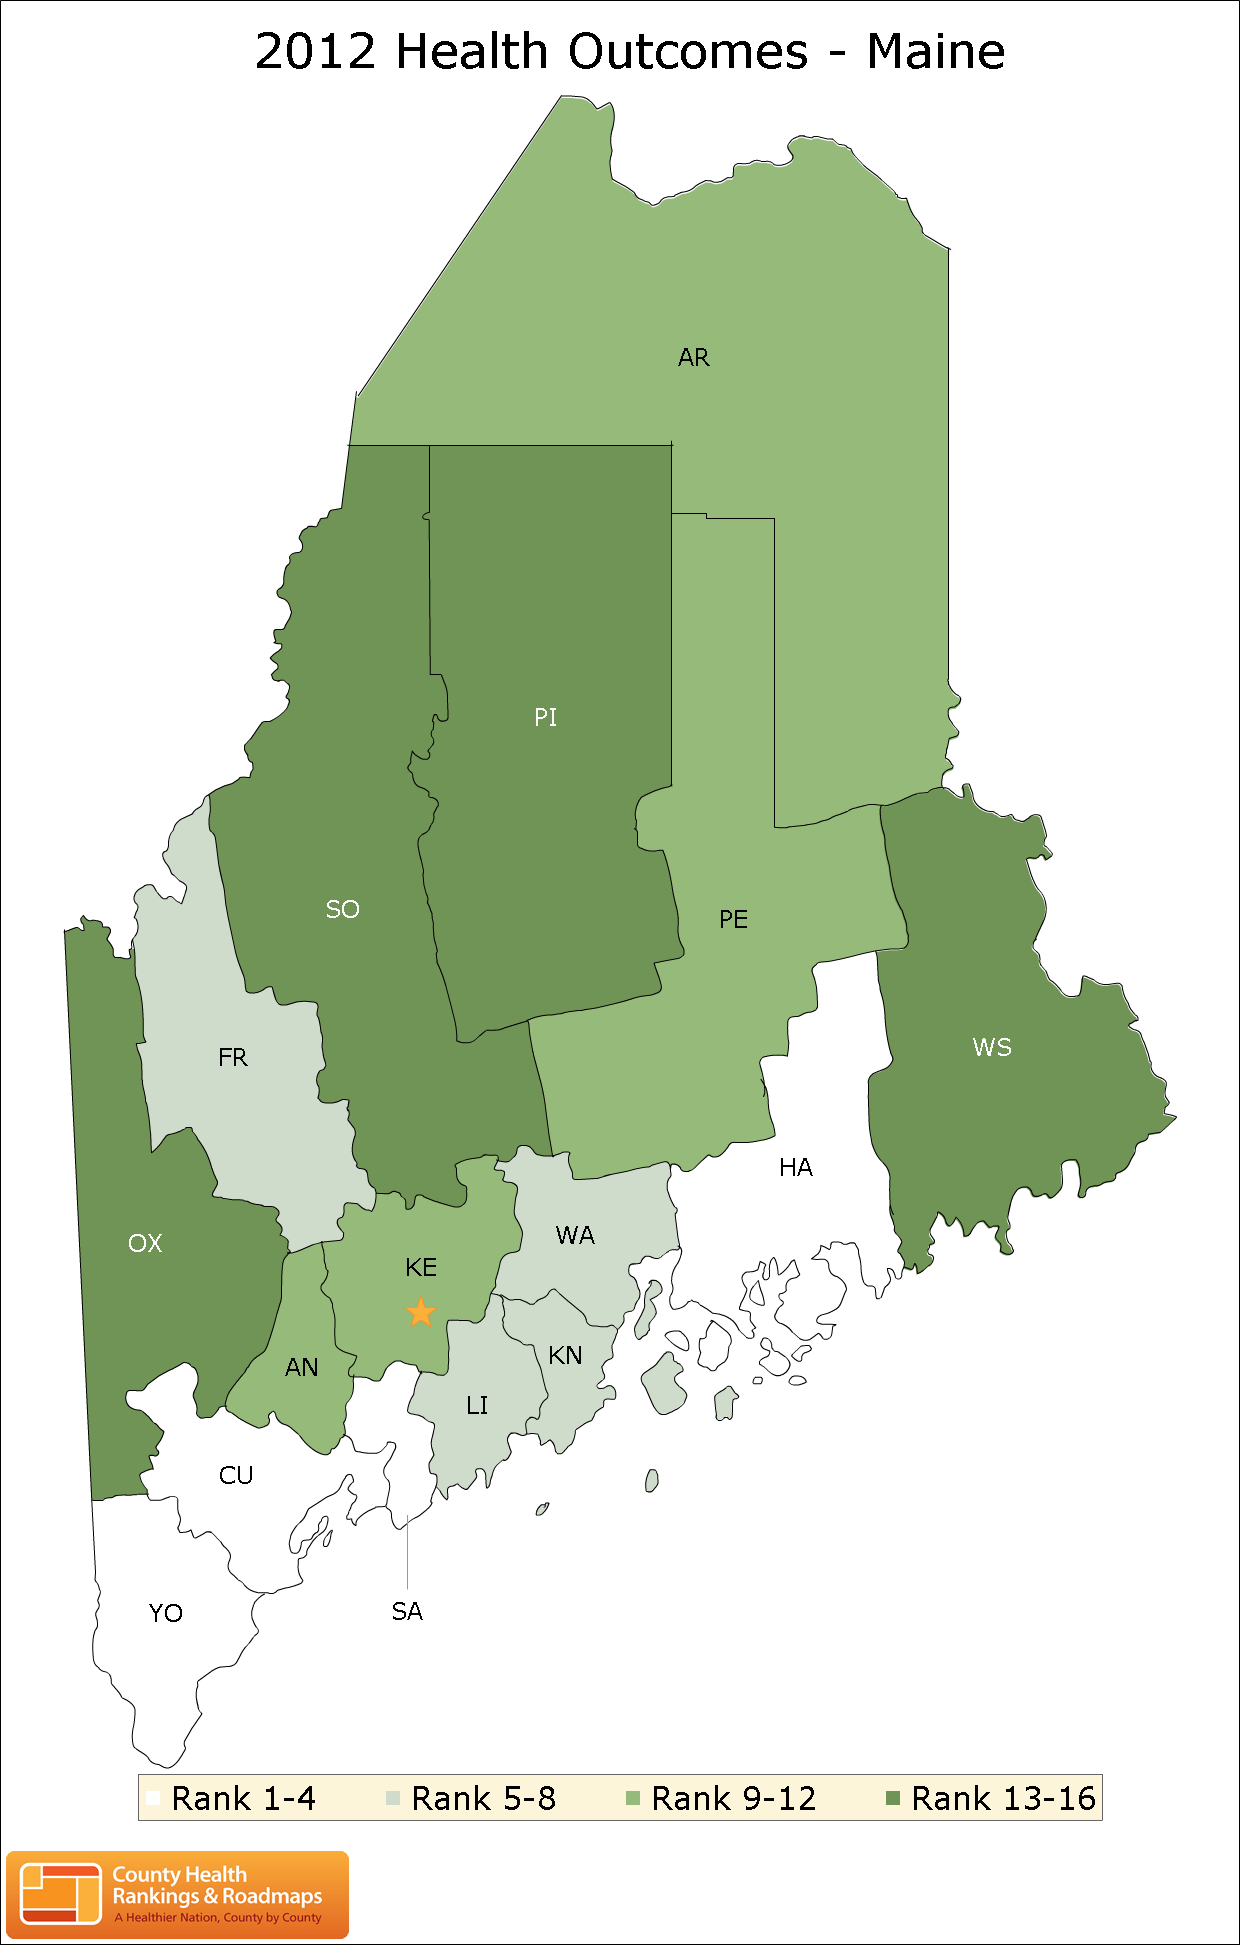 2012 Health Outcomes - Maine
AR
PI
SO
PE
FR
WS
HA
OX
WA
KE
KN
AN
LI
CU
YO
SA
Rank 1-4 Rank 5-8 Rank 9-12 Rank 13-16
County Health
Rankings & Roadmaps
A Healthier Nation, County by County